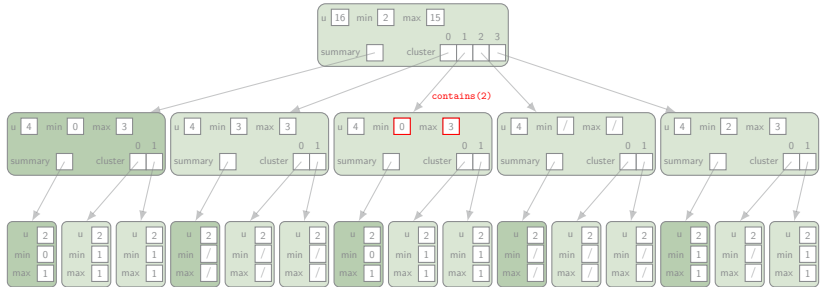 u 16 min 2 max 15
0 1 2 3
summary cluster
contains(2)
u 4 min 0 max 3
0 1
summary cluster
u 4 min 3 max 3
0 1
summary cluster
u 4 min 0 max 3
0 1
summary cluster
u 4 min / max /
0 1
summary cluster
u 4 min 2 max 3
0 1
summary cluster
u 2
min 0
max 1
u 2
min 1
max 1
u 2
min 1
max 1
u 2
min /
max /
u 2
min /
max /
u 2
min /
max /
u 2
min 0
max 1
u 2
min 1
max 1
u 2
min 1
max 1
u 2
min /
max /
u 2
min /
max /
u 2
min /
max /
u 2
min 1
max 1
u 2
min /
max /
u 2
min 1
max 1